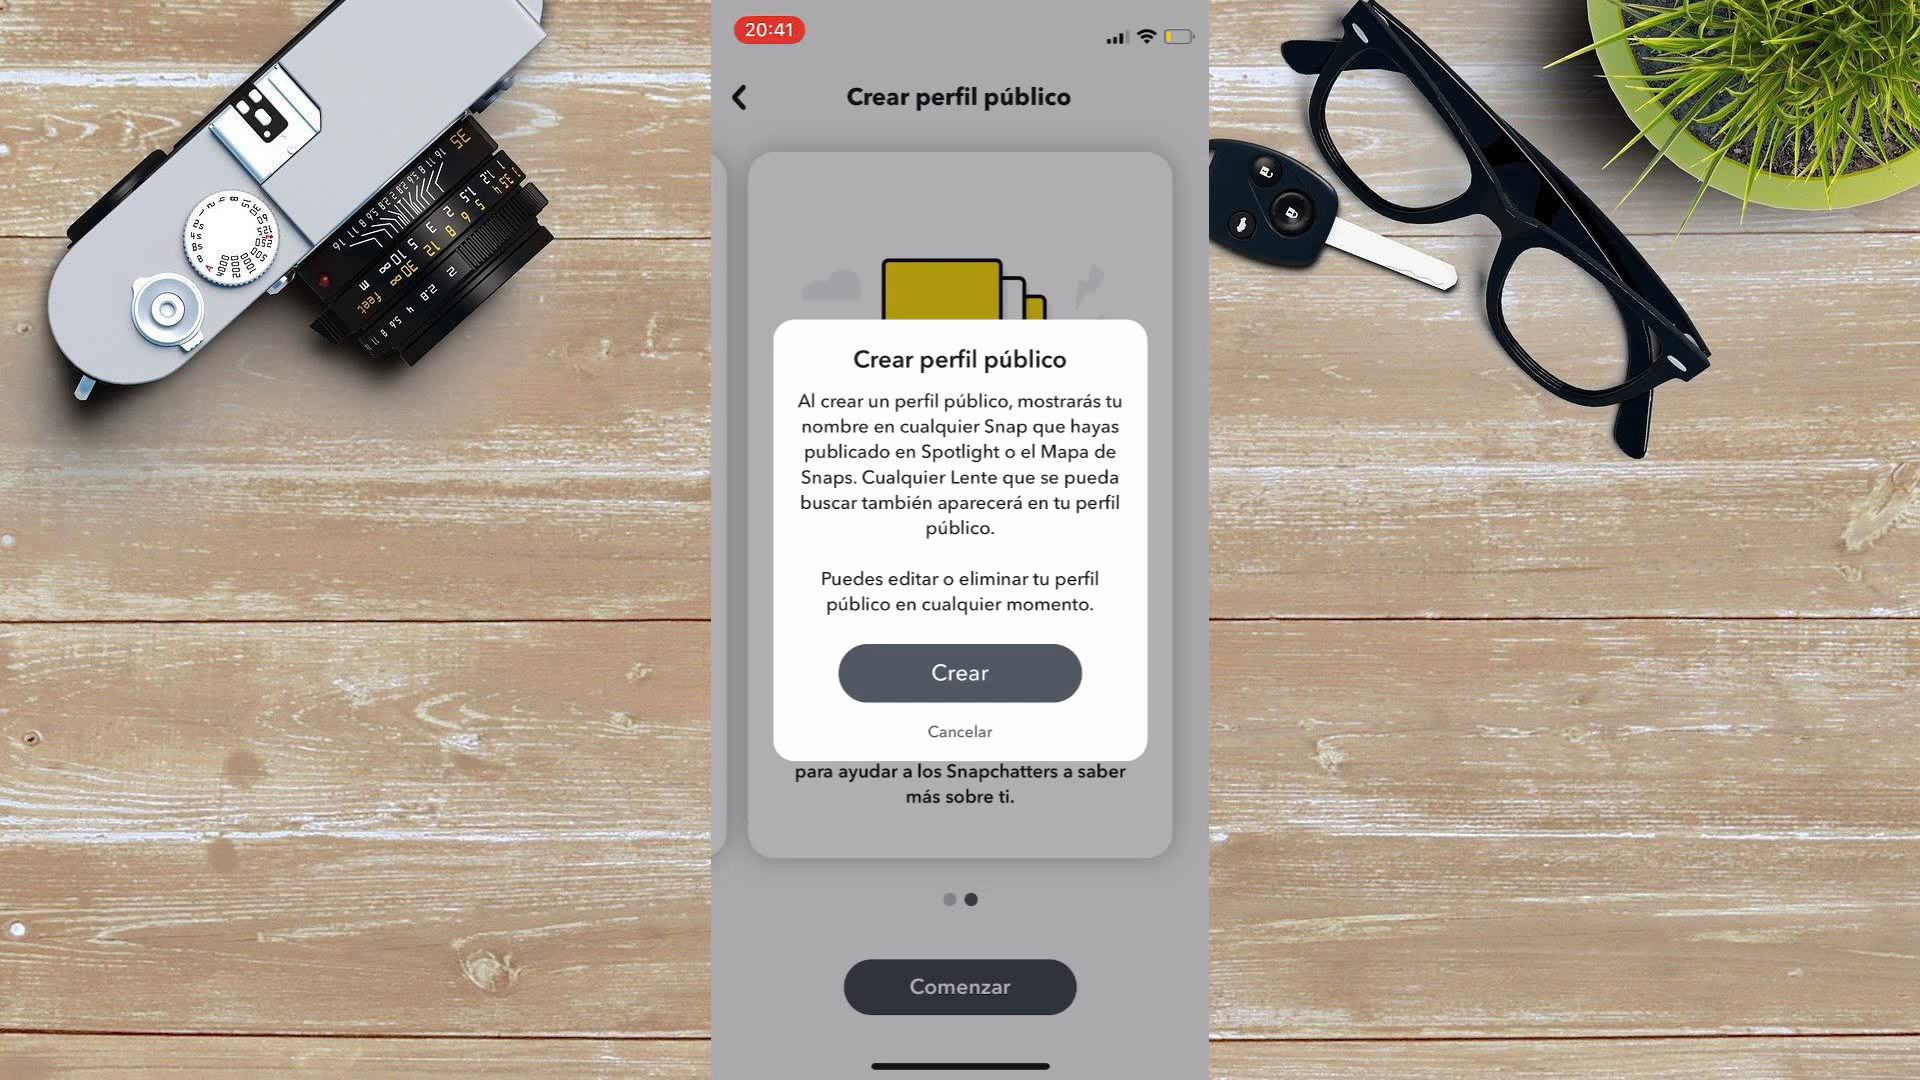 20:41
Crear perfil público
Crear perfil público
Al crear un perfil público, mostrarás tu
nombre en cualquier Snap que hayas
publicado en Spotlight o el Mapa de
Snaps. Cualquier Lente que se pueda
buscar también aparecerá en tu perfil
público.
Puedes editar o eliminar tu perfil
público en cualquier momento.
Crear
Cancelar
para ayudar a los Snapchatters a saber
más sobre ti.
Comenzar
35
feet
m